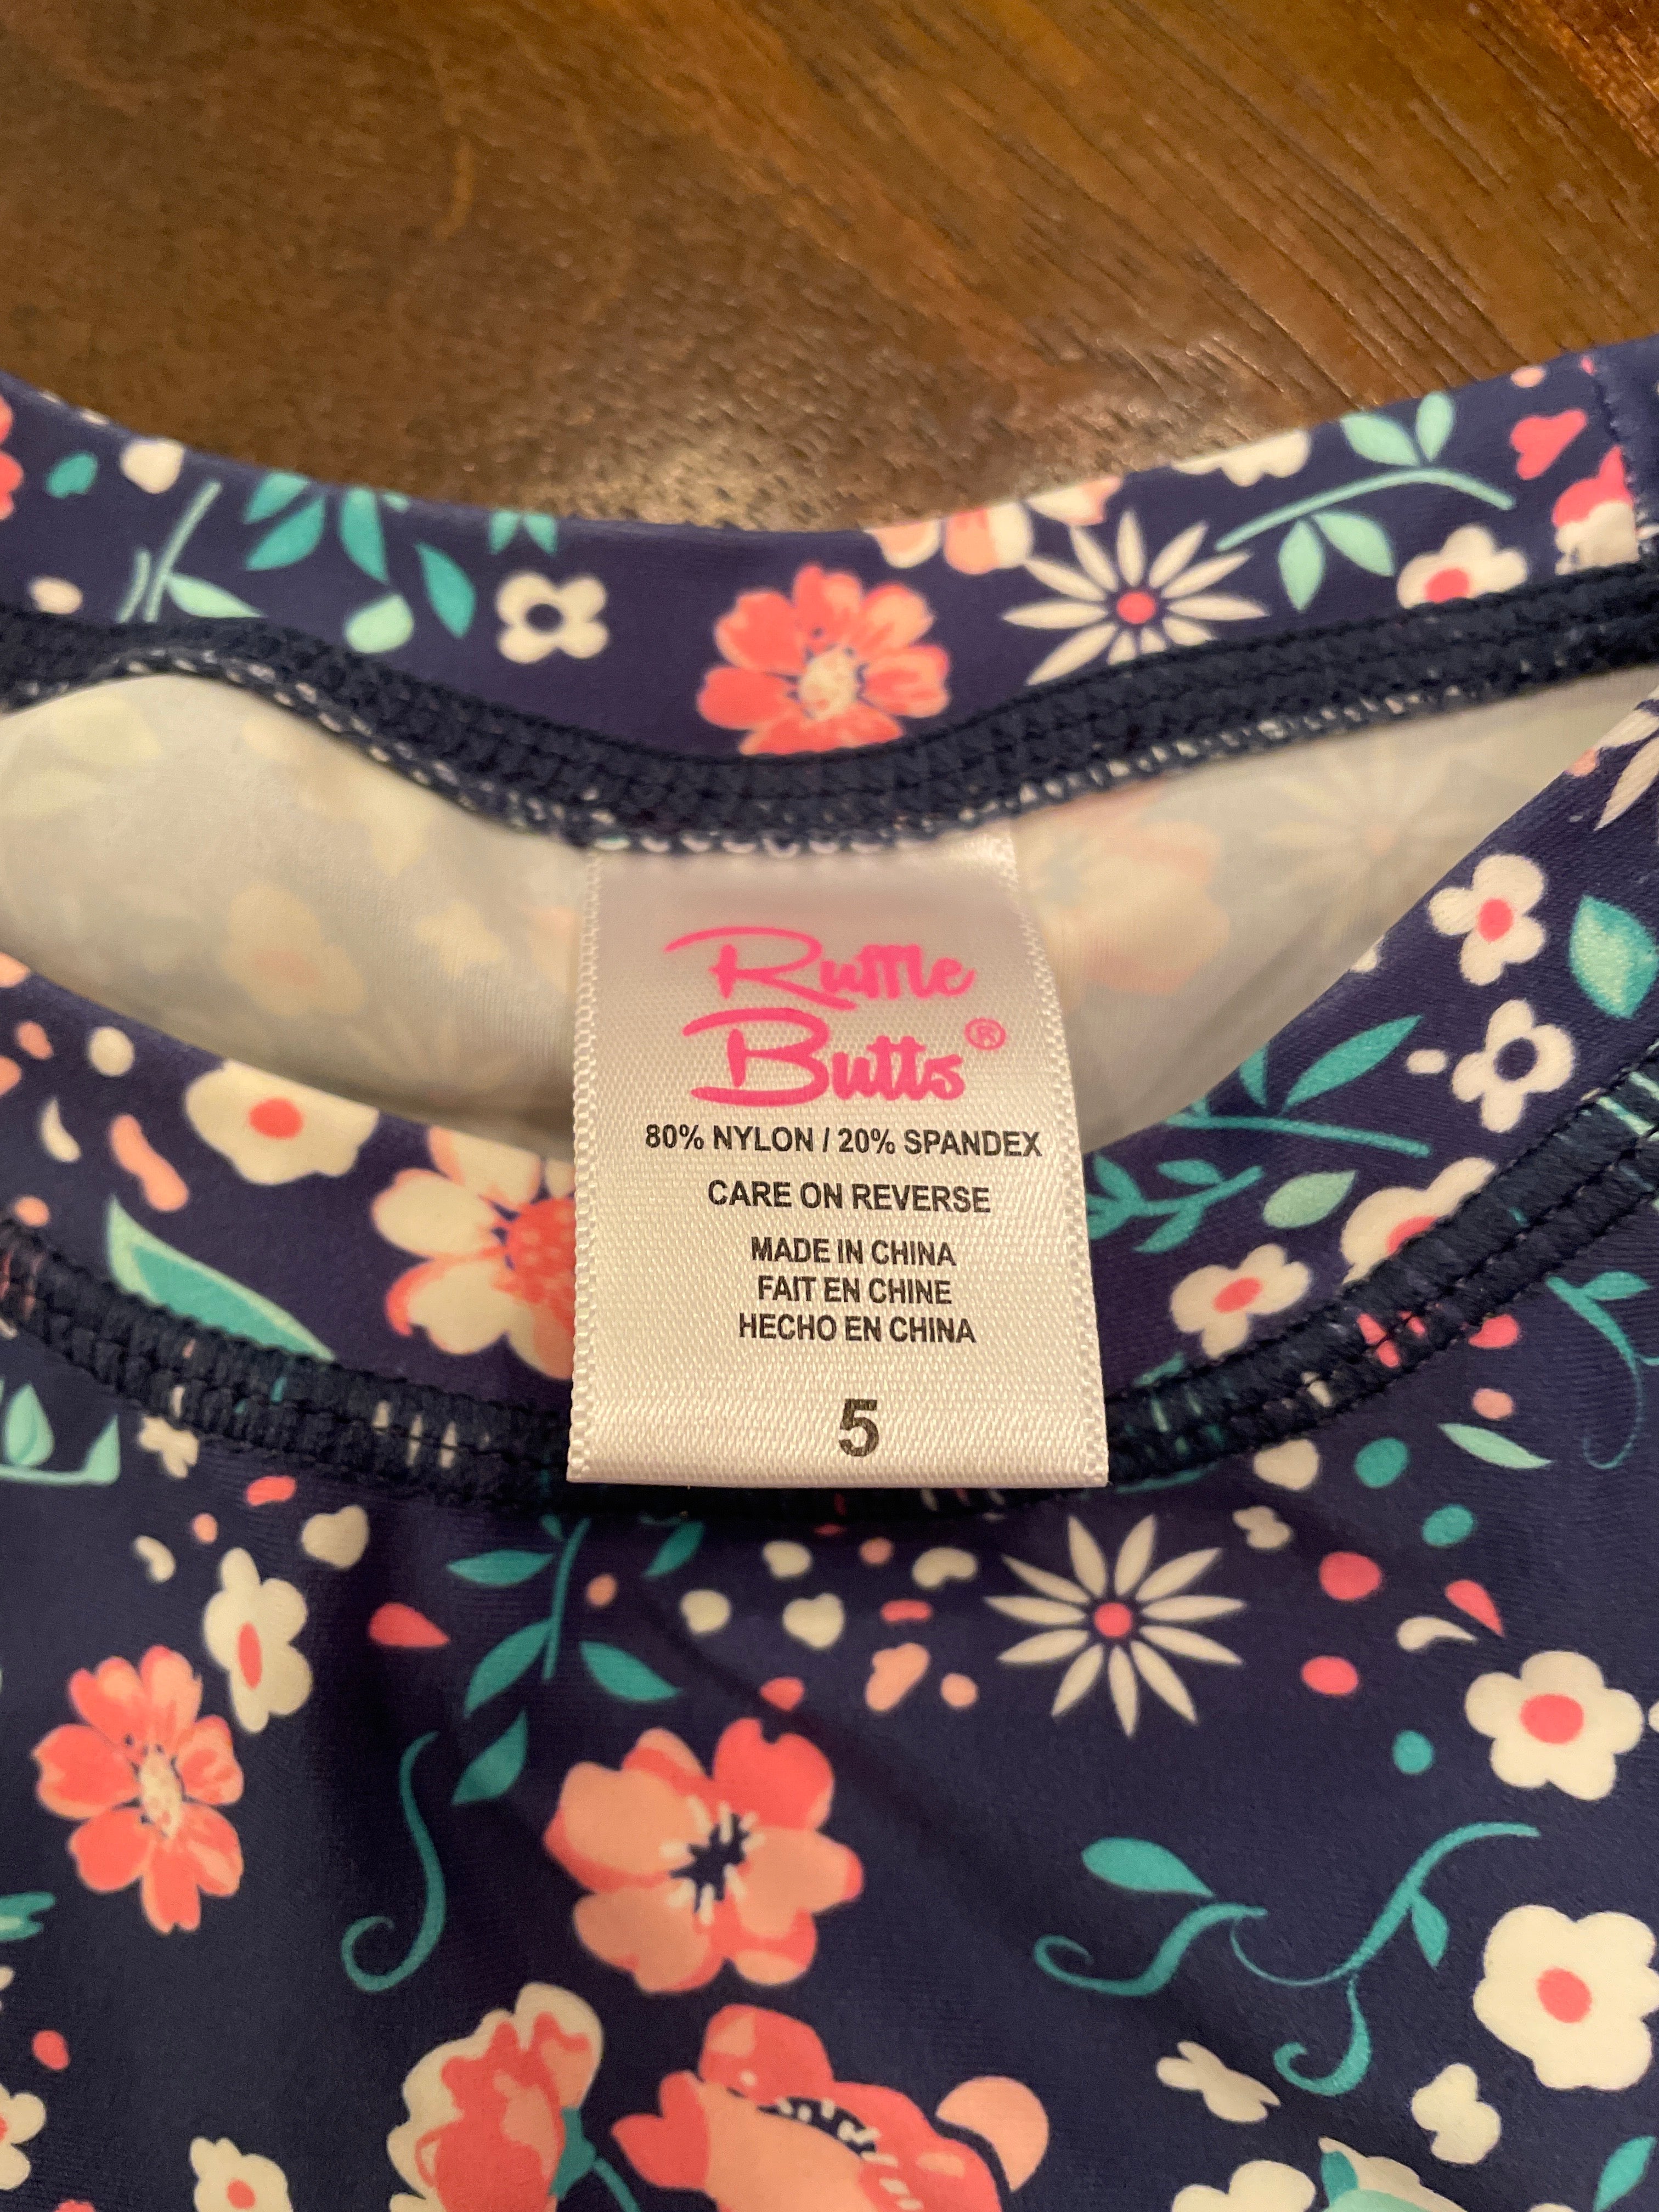 Ruffle
Butts®
80% NYLON / 20% SPANDEX
CARE ON REVERSE
MADE IN CHINA
FAIT EN CHINE
HECHO EN CHINA
5